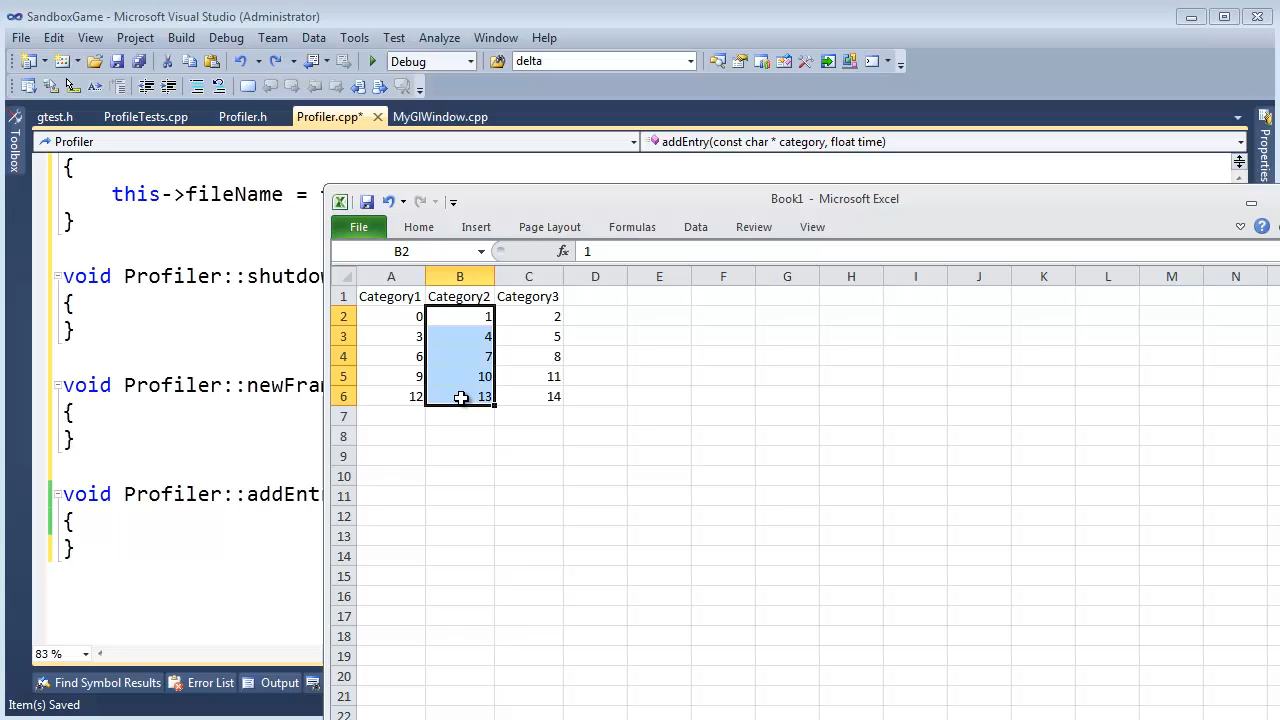 SandboxGame - Microsoft Visual Studio (Administrator)
File Edit View Project Build Debug Team Data Tools Test Analyze Window Help
Debug delta
gtest.h ProfileTests.cpp Profiler.h Profiler.cpp* MyGlWindow.cpp
Profiler addEntry(const char * category, float time)
Toolbox
Properties
{
this->fileName =
}
void Profiler::shutdow
{
}
void Profiler::newFra
{
}
void Profiler::addEnt
{
}
83 %
Find Symbol Results Error List Output
Item(s) Saved
Book1 - Microsoft Excel
File Home Insert Page Layout Formulas Data Review View
B2 fx 1
A B C D E F G H I J K L M N
1 Category1 Category2 Category3
2 0 1 2
3 3 4 5
4 6 7 8
5 9 10 11
6 12 13 14
7
8
9
10
11
12
13
14
15
16
17
18
19
20
21
22